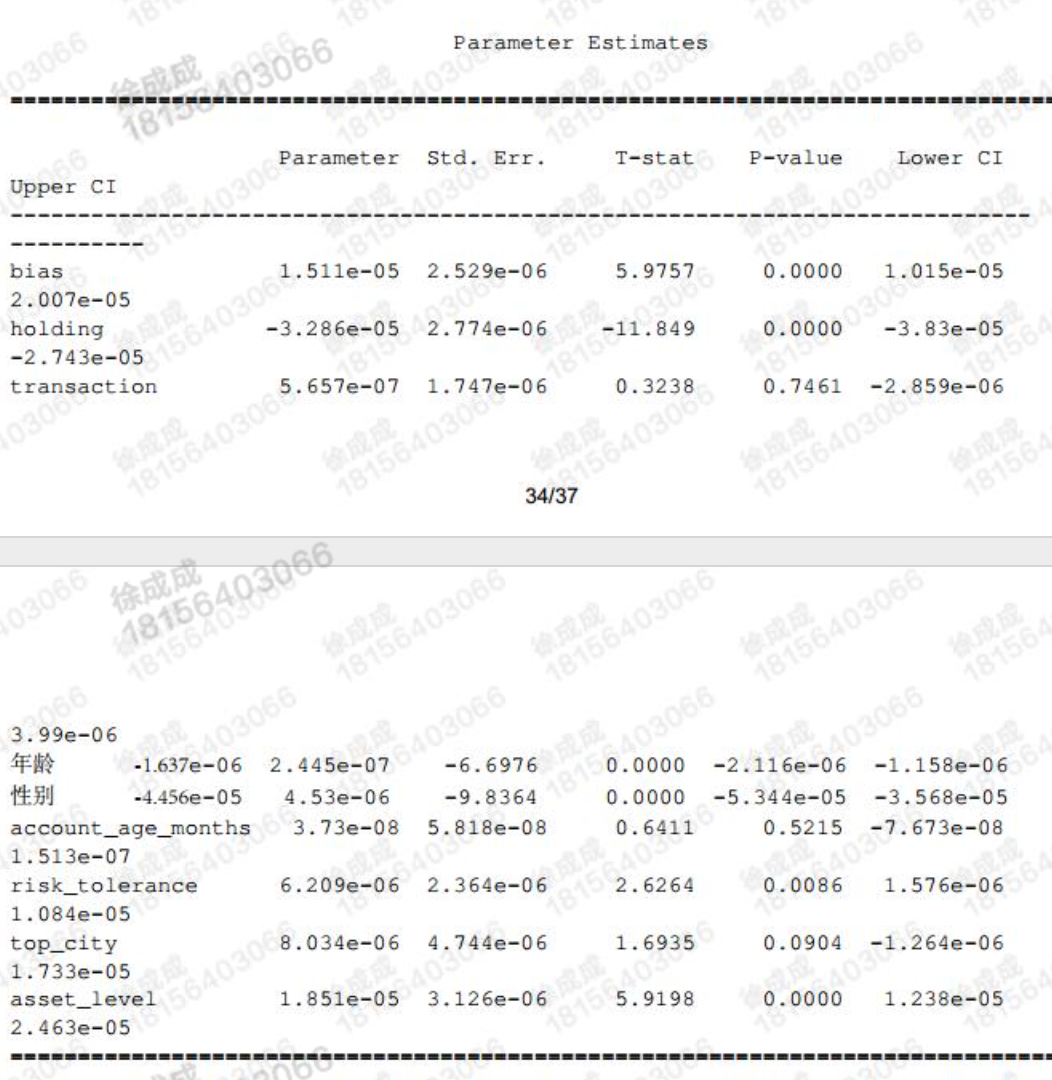 Parameter Estimates
Parameter Std. Err. T-stat P-value Lower CI
Upper CI
bias 1.511e-05 2.529e-06 5.9757 0.0000 1.015e-05
2.007e-05
holding -3.286e-05 2.774e-06 -11.849 0.0000 -3.83e-05
-2.743e-05
transaction 5.657e-07 1.747e-06 0.3238 0.7461 -2.859e-06
34/37
徐成成
18156403066
3.99e-06
年龄 -1.637e-06 2.445e-07 -6.6976 0.0000 -2.116e-06 -1.158e-06
性别 -4.456e-05 4.53e-06 -9.8364 0.0000 -5.344e-05 -3.568e-05
account_age_months 3.73e-08 5.818e-08 0.6411 0.5215 -7.673e-08
1.513e-07
risk_tolerance 6.209e-06 2.364e-06 2.6264 0.0086 1.576e-06
1.084e-05
top_city 8.034e-06 4.744e-06 1.6935 0.0904 -1.264e-06
1.733e-05
asset_level 1.851e-05 3.126e-06 5.9198 0.0000 1.238e-05
2.463e-05